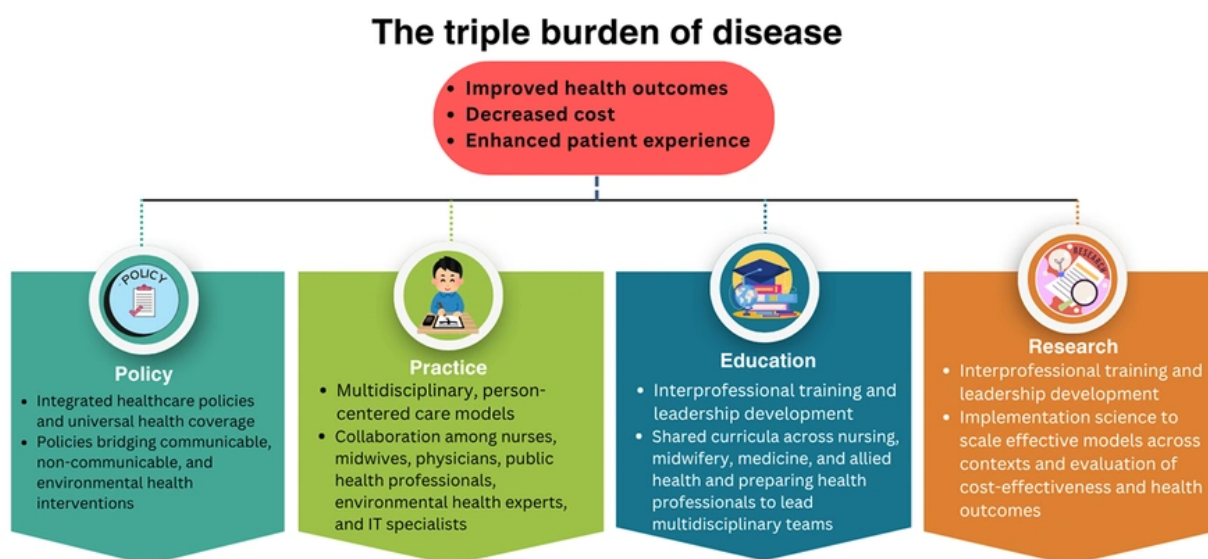 The triple burden of disease
• Improved health outcomes
• Decreased cost
• Enhanced patient experience
POLICY
Policy
• Integrated healthcare policies
and universal health coverage
• Policies bridging communicable,
non-communicable, and
environmental health
interventions
Practice
• Multidisciplinary, person-
centered care models
• Collaboration among nurses,
midwives, physicians, public
health professionals,
environmental health experts,
and IT specialists
Education
• Interprofessional training and
leadership development
• Shared curricula across nursing,
midwifery, medicine, and allied
health and preparing health
professionals to lead
multidisciplinary teams
RESEARCH
Research
• Interprofessional training and
leadership development
• Implementation science to
scale effective models across
contexts and evaluation of
cost-effectiveness and health
outcomes